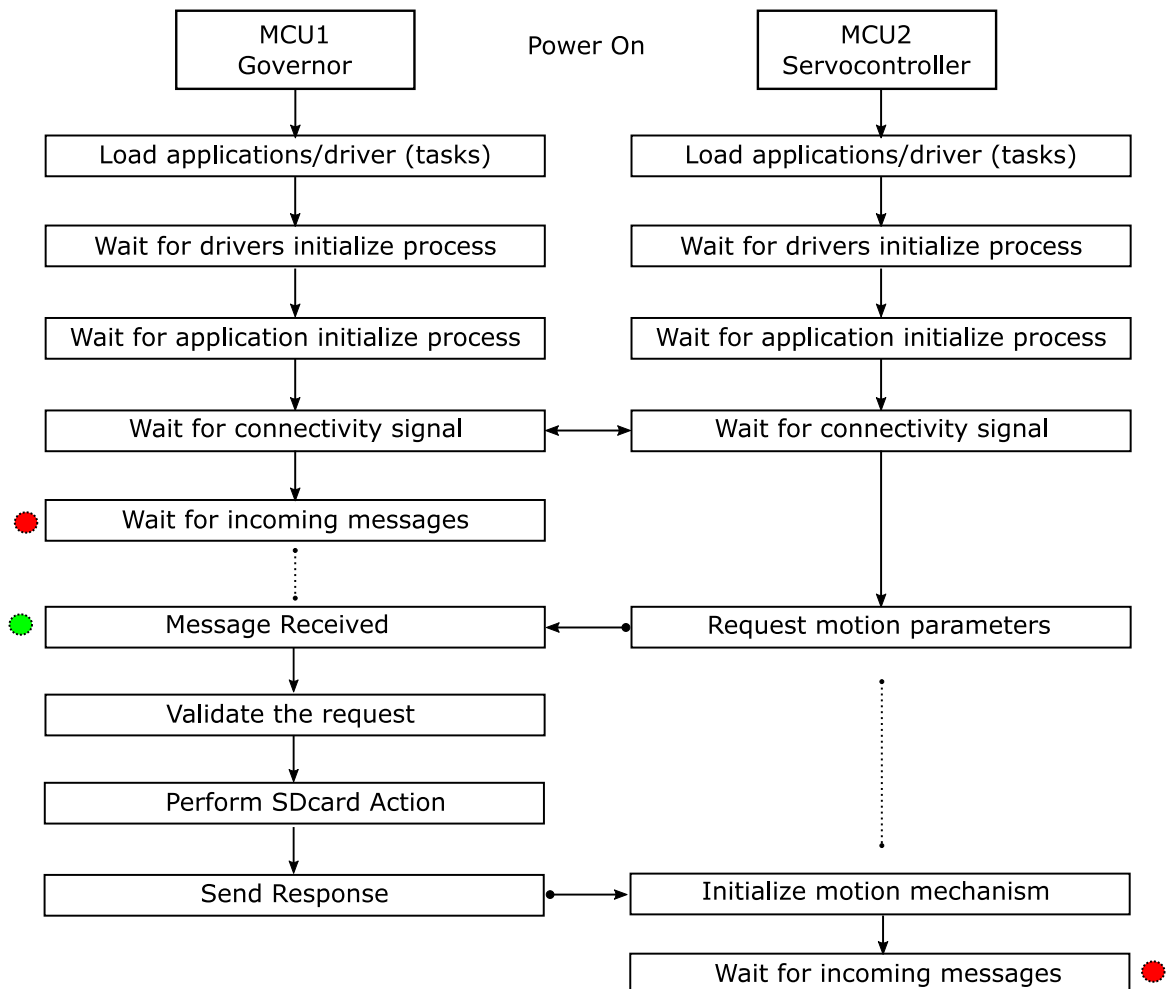 MCU1
Governor
Power On
MCU2
Servocontroller
Load applications/driver (tasks)
Load applications/driver (tasks)
Wait for drivers initialize process
Wait for drivers initialize process
Wait for application initialize process
Wait for application initialize process
Wait for connectivity signal
Wait for connectivity signal
Wait for incoming messages
Message Received
Request motion parameters
Validate the request
Perform SDcard Action
Send Response
Initialize motion mechanism
Wait for incoming messages